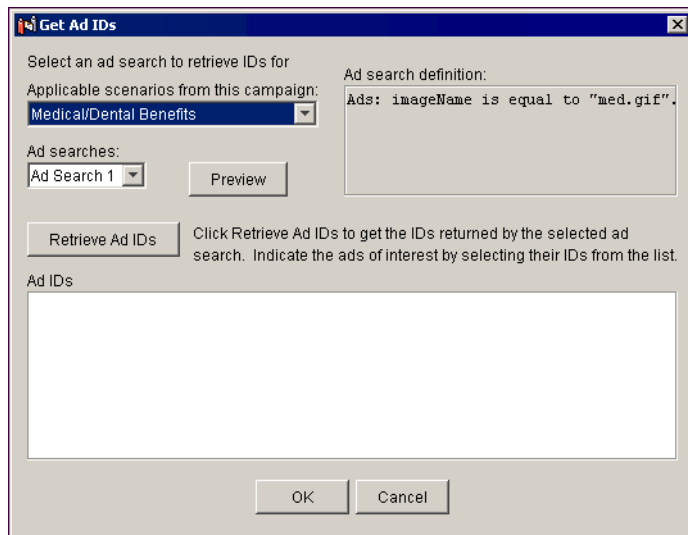 Get Ad IDs
Select an ad search to retrieve IDs for
Applicable scenarios from this campaign:
Medical/Dental Benefits
Ad search definition:
Ads: imageName is equal to "med.gif".
Ad searches:
Ad Search 1
Preview
Retrieve Ad IDs
Click Retrieve Ad IDs to get the IDs returned by the selected ad
search. Indicate the ads of interest by selecting their IDs from the list.
Ad IDs
OK
Cancel